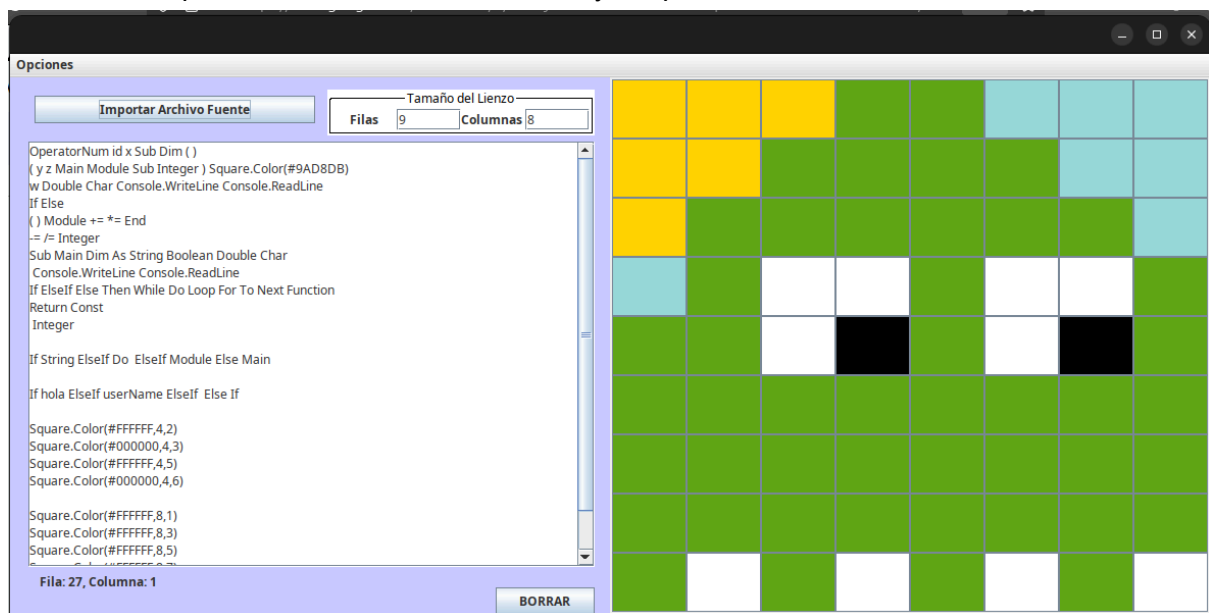 Opciones
Importar Archivo Fuente
Tamaño del Lienzo
Filas 9 Columnas 8
OperatorNum id x Sub Dim ( )
( y z Main Module Sub Integer ) Square.Color(#9AD8DB)
w Double Char Console.WriteLine Console.ReadLine
If Else
( ) Module += *= End
-= /= Integer
Sub Main Dim As String Boolean Double Char
Console.WriteLine Console.ReadLine
If ElseIf Else Then While Do Loop For To Next Function
Return Const
Integer
If String ElseIf Do ElseIf Module Else Main
If hola ElseIf userName ElseIf Else If
Square.Color(#FFFFFF,4,2)
Square.Color(#000000,4,3)
Square.Color(#FFFFFF,4,5)
Square.Color(#000000,4,6)
Square.Color(#FFFFFF,8,1)
Square.Color(#FFFFFF,8,3)
Square.Color(#FFFFFF,8,5)
Fila: 27, Columna: 1
BORRAR